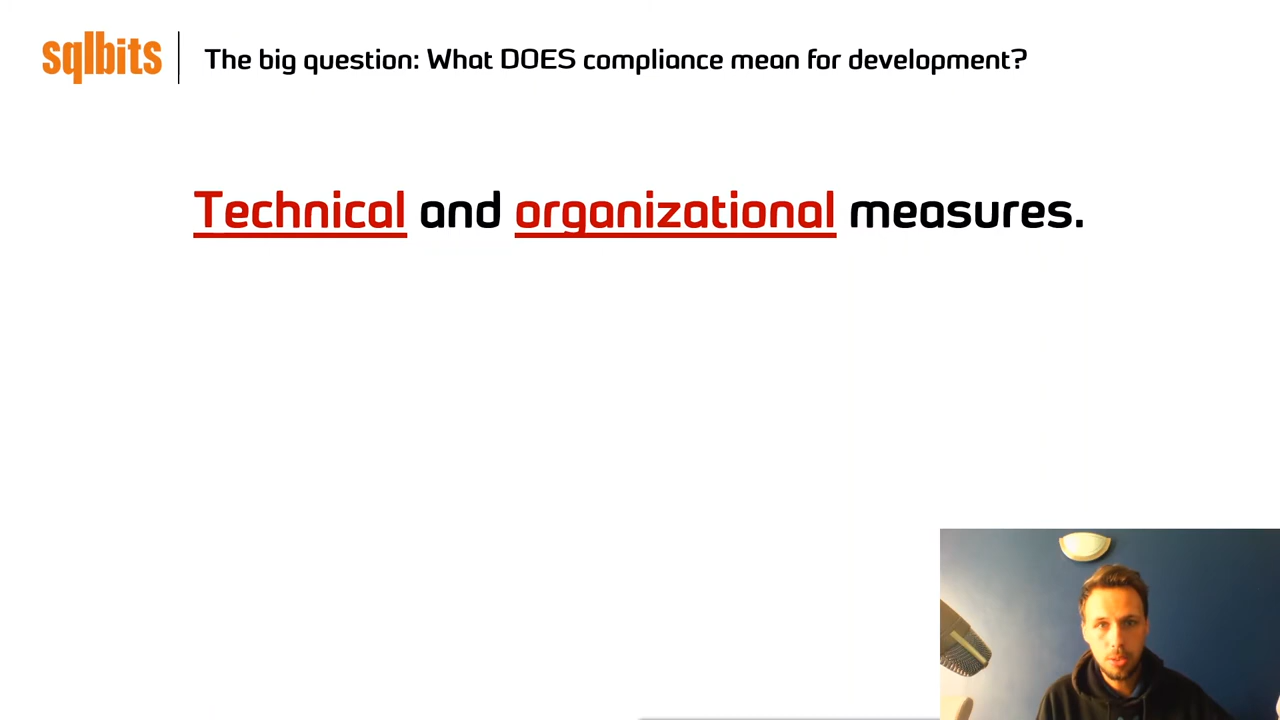 sqlbits
The big question: What DOES compliance mean for development?
Technical and organizational measures.